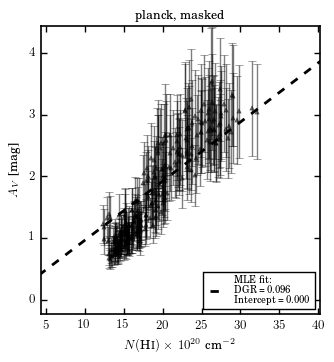 planck, masked
4
3
2
1
0
A_V [mag]
5 10 15 20 25 30 35 40
N(HI) × 10^20 cm^−2
MLE fit:
DGR = 0.096
Intercept = 0.000